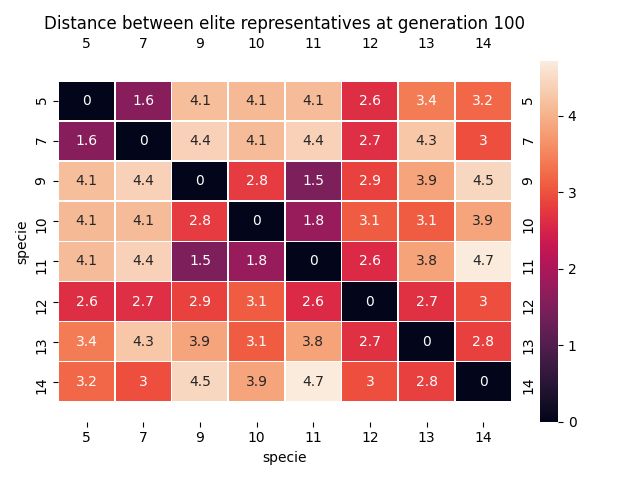 Distance between elite representatives at generation 100
5 7 9 10 11 12 13 14
5 0 1.6 4.1 4.1 4.1 2.6 3.4 3.2 5
7 1.6 0 4.4 4.1 4.4 2.7 4.3 3 7
9 4.1 4.4 0 2.8 1.5 2.9 3.9 4.5 9
10 4.1 4.1 2.8 0 1.8 3.1 3.1 3.9 10
11 4.1 4.4 1.5 1.8 0 2.6 3.8 4.7 11
12 2.6 2.7 2.9 3.1 2.6 0 2.7 3 12
13 3.4 4.3 3.9 3.1 3.8 2.7 0 2.8 13
14 3.2 3 4.5 3.9 4.7 3 2.8 0 14
5 7 9 10 11 12 13 14
specie
specie
4
3
2
1
0